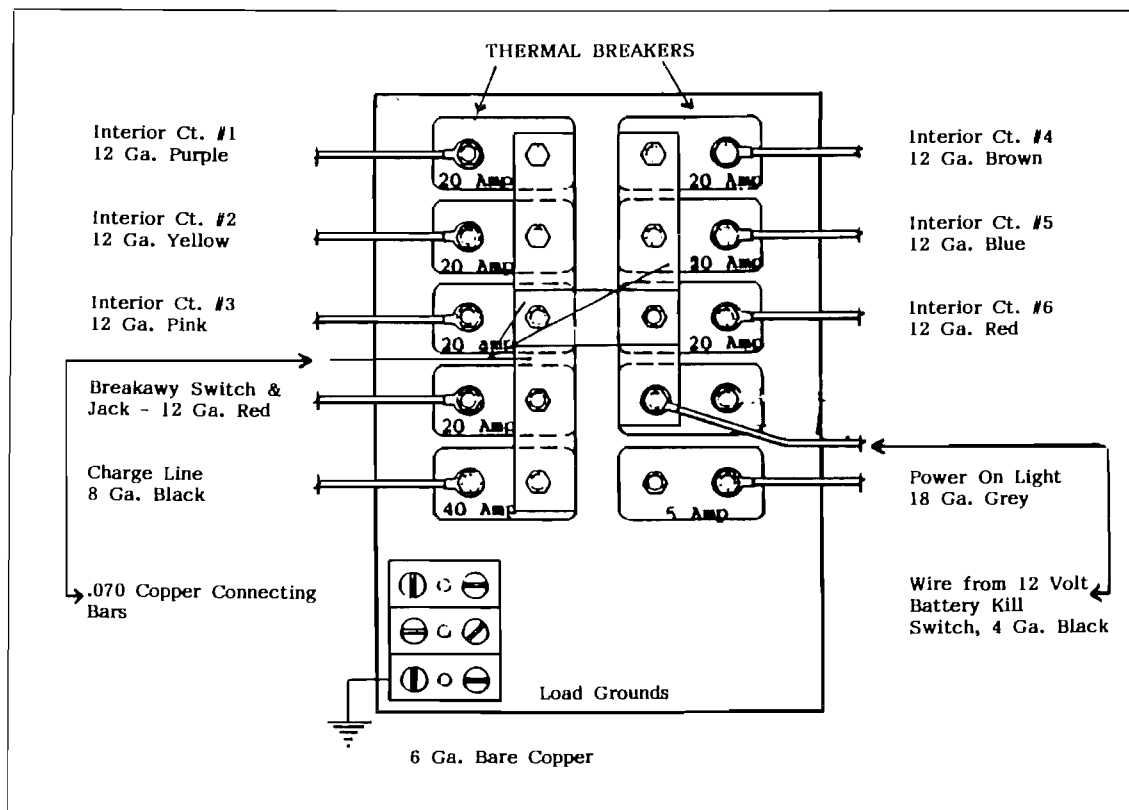 THERMAL BREAKERS
Interior Ct. #1
12 Ga. Purple
20 Amp
20 Amp
Interior Ct. #4
12 Ga. Brown
Interior Ct. #2
12 Ga. Yellow
20 Amp
20 Amp
Interior Ct. #5
12 Ga. Blue
Interior Ct. #3
12 Ga. Pink
20 amp
20 Amp
Interior Ct. #6
12 Ga. Red
Breakawy Switch &
Jack - 12 Ga. Red
20 Amp
Charge Line
8 Ga. Black
40 Amp
5 Amp
Power On Light
18 Ga. Grey
.070 Copper Connecting
Bars
Wire from 12 Volt
Battery Kill
Switch, 4 Ga. Black
Load Grounds
6 Ga. Bare Copper